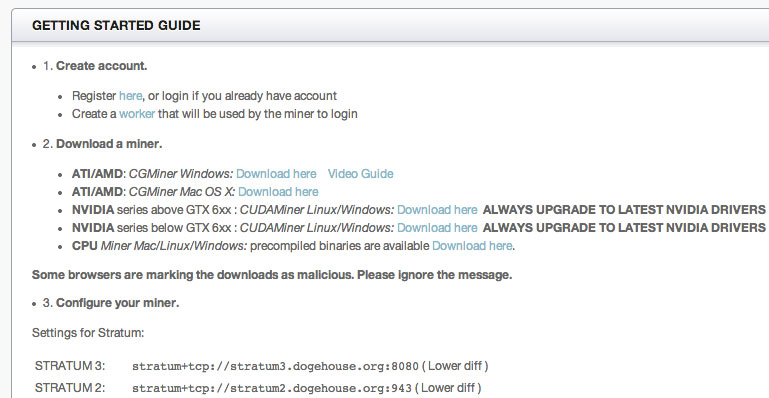 GETTING STARTED GUIDE
• 1. Create account.
• Register here, or login if you already have account
• Create a worker that will be used by the miner to login
• 2. Download a miner.
• ATI/AMD: CGMiner Windows: Download here Video Guide
• ATI/AMD: CGMiner Mac OS X: Download here
• NVIDIA series above GTX 6xx : CUDAMiner Linux/Windows: Download here ALWAYS UPGRADE TO LATEST NVIDIA DRIVERS
• NVIDIA series below GTX 6xx : CUDAMiner Linux/Windows: Download here ALWAYS UPGRADE TO LATEST NVIDIA DRIVERS
• CPU Miner Mac/Linux/Windows: precompiled binaries are available Download here.
Some browsers are marking the downloads as malicious. Please ignore the message.
• 3. Configure your miner.
Settings for Stratum:
STRATUM 3: stratum+tcp://stratum3.dogehouse.org:8080 ( Lower diff )
STRATUM 2: stratum+tcp://stratum2.dogehouse.org:943 ( Lower diff )